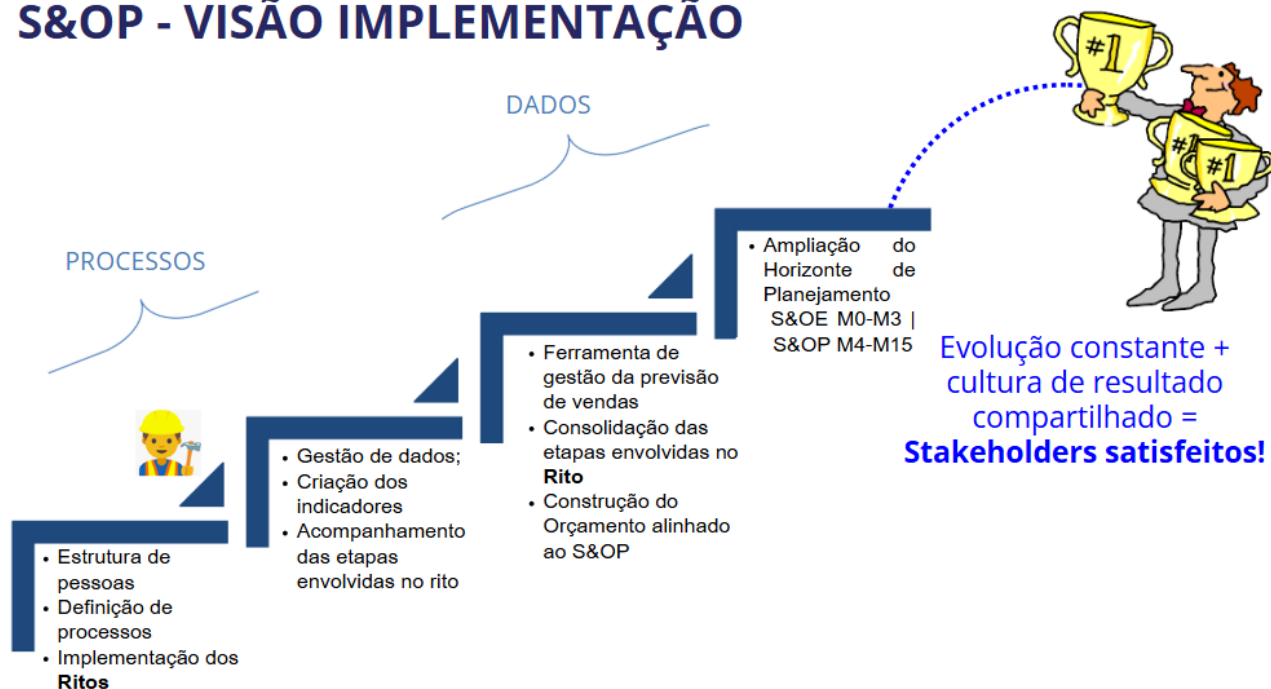 S&OP - VISÃO IMPLEMENTAÇÃO
PROCESSOS
DADOS
• Estrutura de
pessoas
• Definição de
processos
• Implementação dos
Ritos
• Gestão de dados;
• Criação dos
indicadores
• Acompanhamento
das etapas
envolvidas no rito
• Ferramenta de
gestão da previsão
de vendas
• Consolidação das
etapas envolvidas no
Rito
• Construção do
Orçamento alinhado
ao S&OP
• Ampliação do
Horizonte de
Planejamento
S&OE M0-M3 |
S&OP M4-M15
#1
#1
#1
Evolução constante +
cultura de resultado
compartilhado =
Stakeholders satisfeitos!